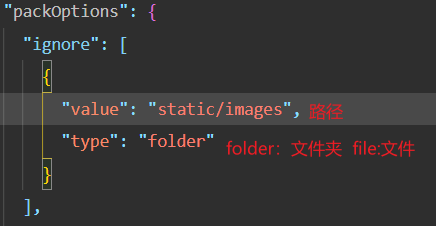 "packOptions": {
"ignore": [
{
"value": "static/images", 路径
"type": "folder" folder: 文件夹 file:文件
}
],